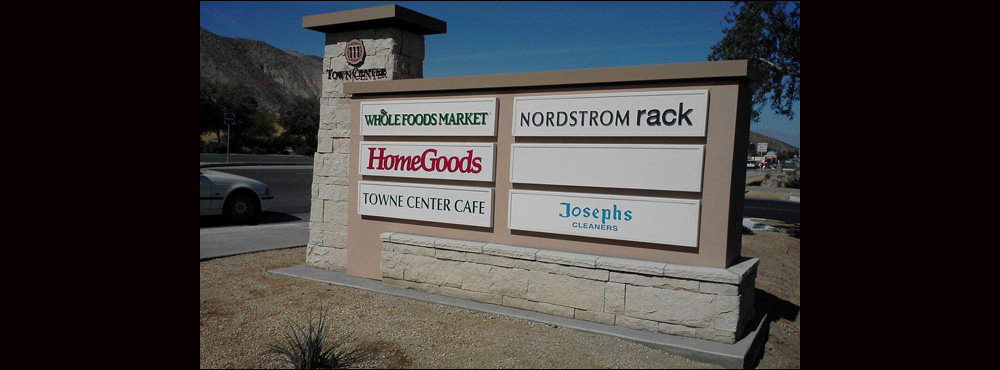 111
TOWN CENTER
WHOLE FOODS MARKET
NORDSTROM rack
HomeGoods
TOWNE CENTER CAFE
Josephs
CLEANERS